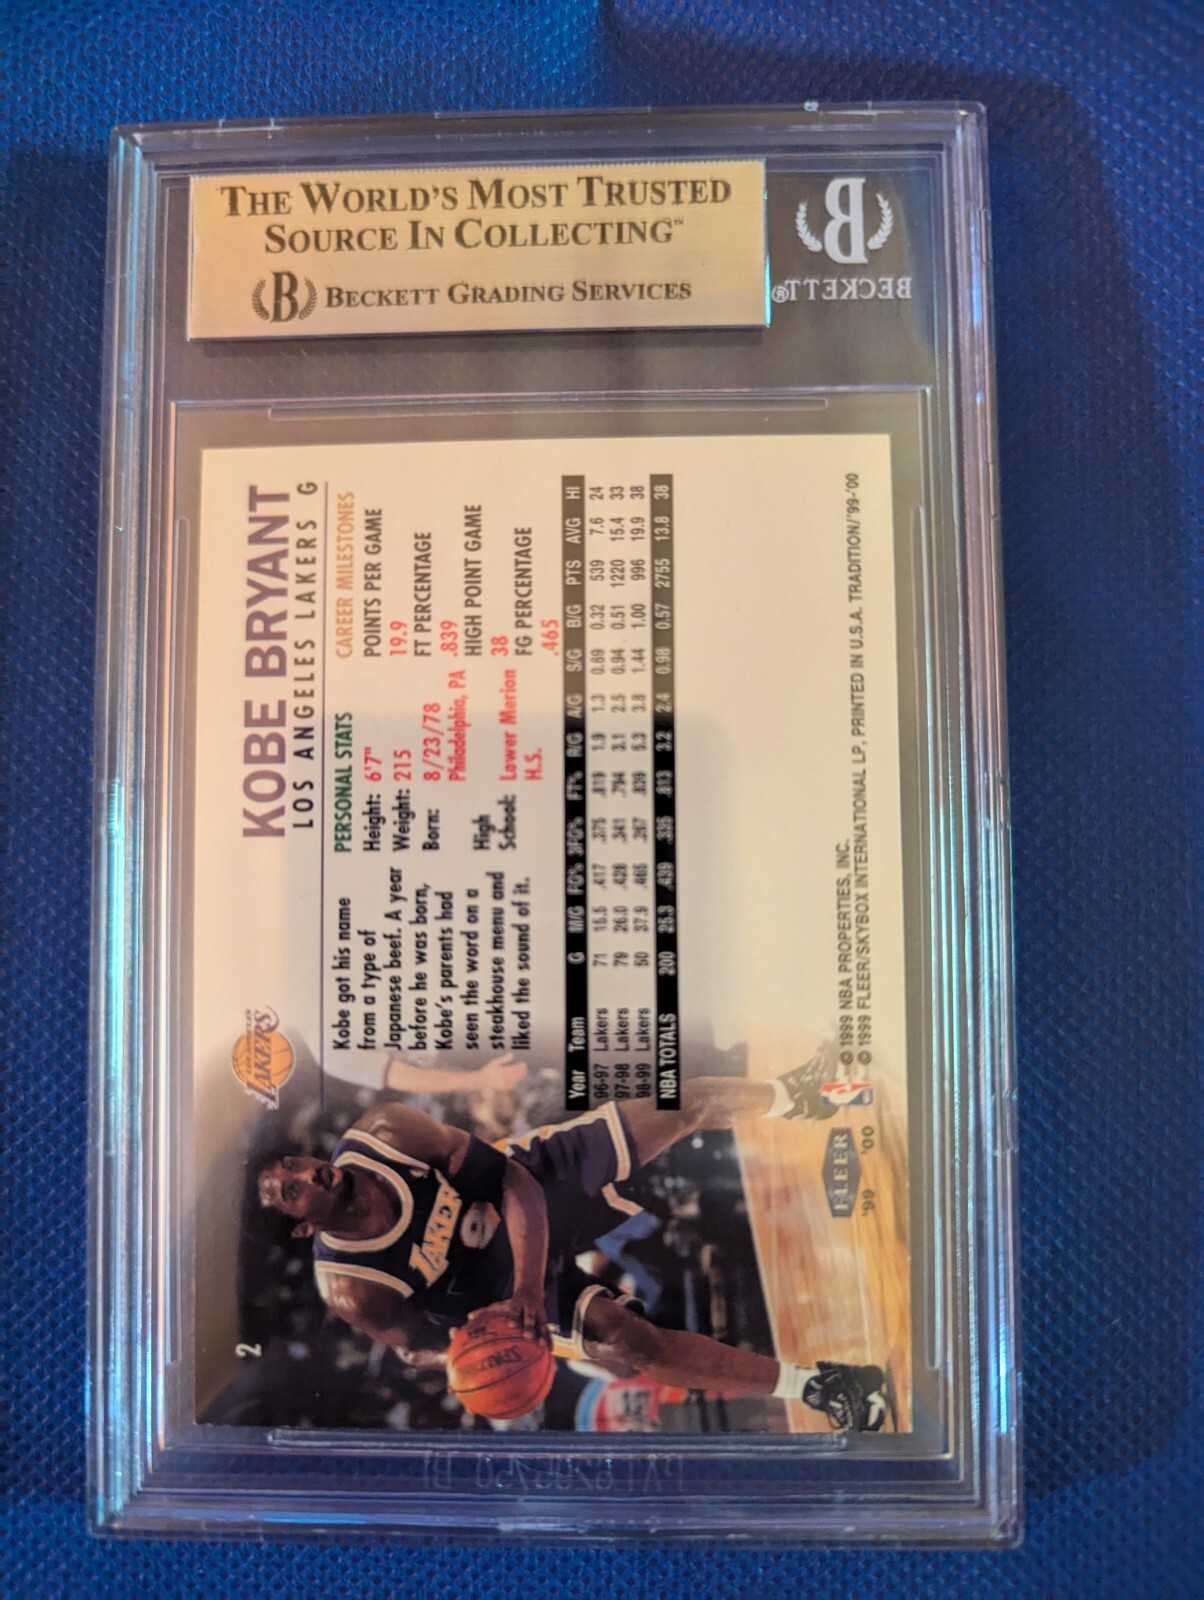 THE WORLD'S MOST TRUSTED
SOURCE IN COLLECTING™
B BECKETT GRADING SERVICES
B
BECKETT®
2
LAKERS
KOBE BRYANT
LOS ANGELES LAKERS G
Kobe got his name
from a type of
Japanese beef. A year
before he was born,
Kobe's parents had
seen the word on a
steakhouse menu and
liked the sound of it.
PERSONAL STATS
Height: 6'7"
Weight: 215
Born: 8/23/78
Philadelphia, PA
High
School: Lower Merion
H.S.
CAREER MILESTONES
POINTS PER GAME
19.9
FT PERCENTAGE
.839
HIGH POINT GAME
38
FG PERCENTAGE
.465
Year Team G M/G FG% 3FG% FT% R/G A/G S/G B/G PTS AVG HI
96-97 Lakers 71 15.5 .417 .375 .819 1.9 1.3 0.69 0.32 539 7.6 24
97-98 Lakers 79 26.0 .428 .341 .794 3.1 2.5 0.94 0.51 1220 15.4 33
98-99 Lakers 50 37.9 .465 .267 .839 5.3 3.8 1.44 1.00 996 19.9 38
NBA TOTALS 200 25.3 .439 .335 .813 3.2 2.4 0.98 0.57 2755 13.8 38
LAKERS
8
SPALDING
FLEER
'99 '00
© 1999 NBA PROPERTIES, INC.
© 1999 FLEER/SKYBOX INTERNATIONAL LP, PRINTED IN U.S.A. TRADITION/'99-'00